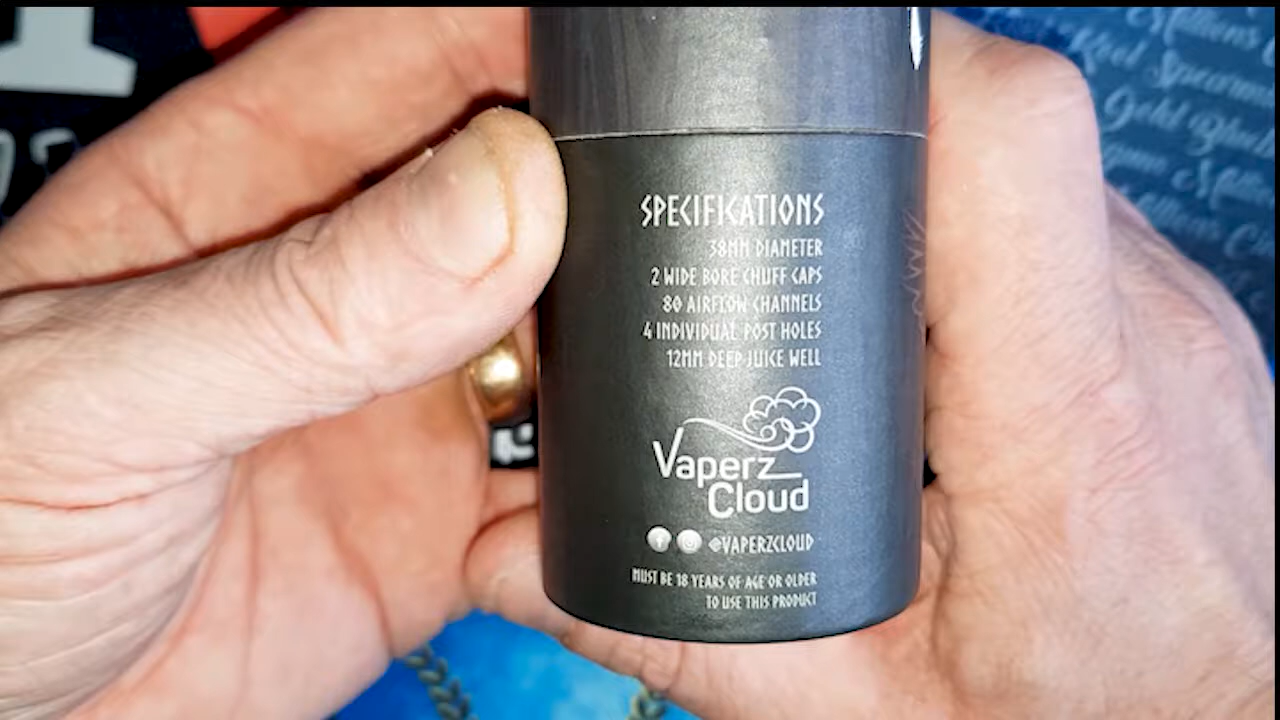 SPECIFICATIONS
38MM DIAMETER
2 WIDE BORE CHUFF CAPS
80 AIRFLOW CHANNELS
4 INDIVIDUAL POST HOLES
12MM DEEP JUICE WELL
Vaperz
Cloud
@VAPERZCLOUD
MUST BE 18 YEARS OF AGE OR OLDER
TO USE THIS PRODUCT